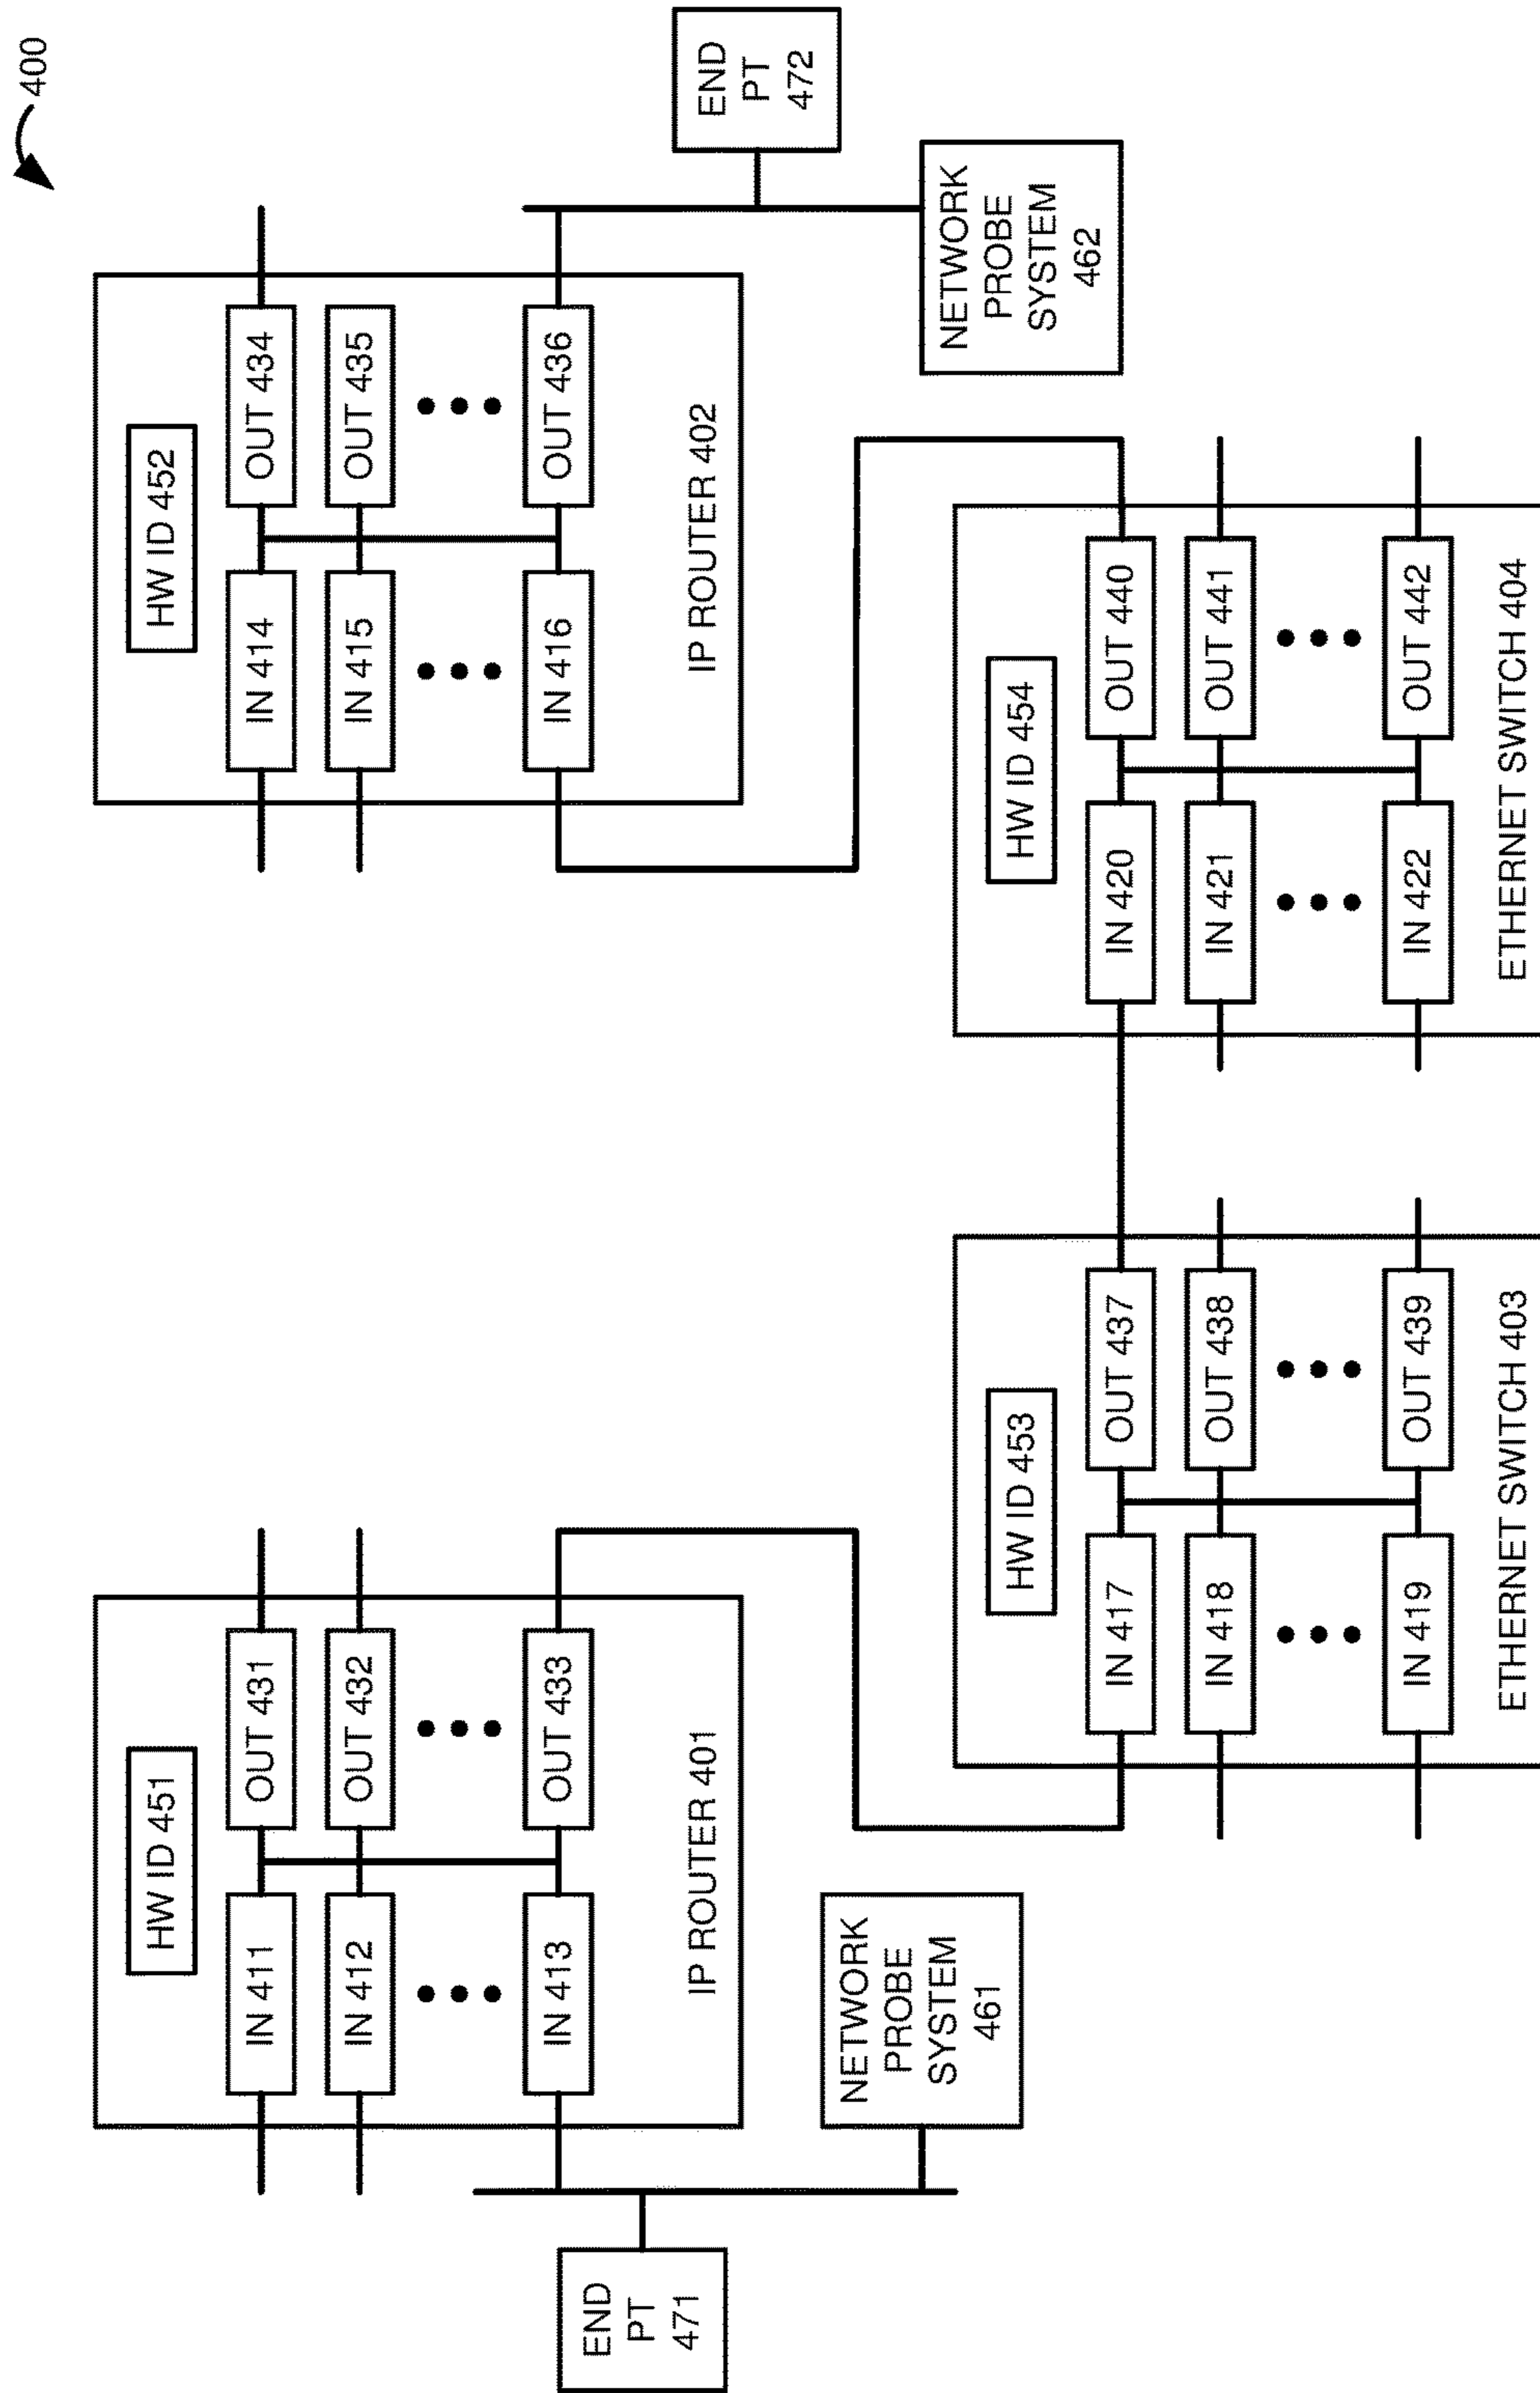 400
HW ID 451
IN 411
OUT 431
IN 412
OUT 432
IN 413
OUT 433
IP ROUTER 401
HW ID 452
IN 414
OUT 434
IN 415
OUT 435
IN 416
OUT 436
IP ROUTER 402
END
PT
471
NETWORK
PROBE
SYSTEM
461
END
PT
472
NETWORK
PROBE
SYSTEM
462
HW ID 453
IN 417
OUT 437
IN 418
OUT 438
IN 419
OUT 439
ETHERNET SWITCH 403
HW ID 454
IN 420
OUT 440
IN 421
OUT 441
IN 422
OUT 442
ETHERNET SWITCH 404